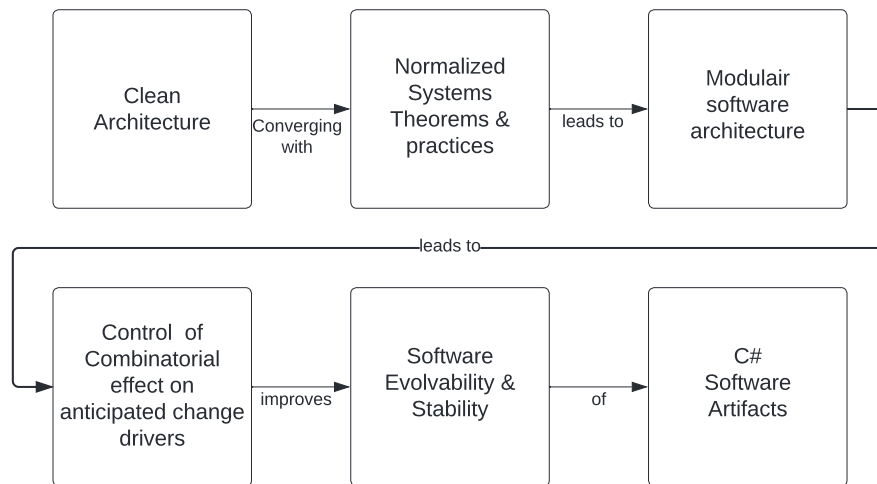 Clean
Architecture
Converging
with
Normalized
Systems
Theorems &
practices
leads to
Modulair
software
architecture
leads to
Control of
Combinatorial
effect on
anticipated change
drivers
improves
Software
Evolvability &
Stability
of
C#
Software
Artifacts